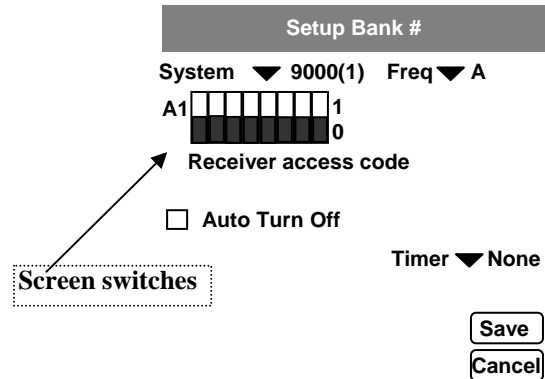 Setup Bank #
System 9000(1) Freq A
A1 1
0
Receiver access code
Auto Turn Off
Timer None
Screen switches
Save
Cancel